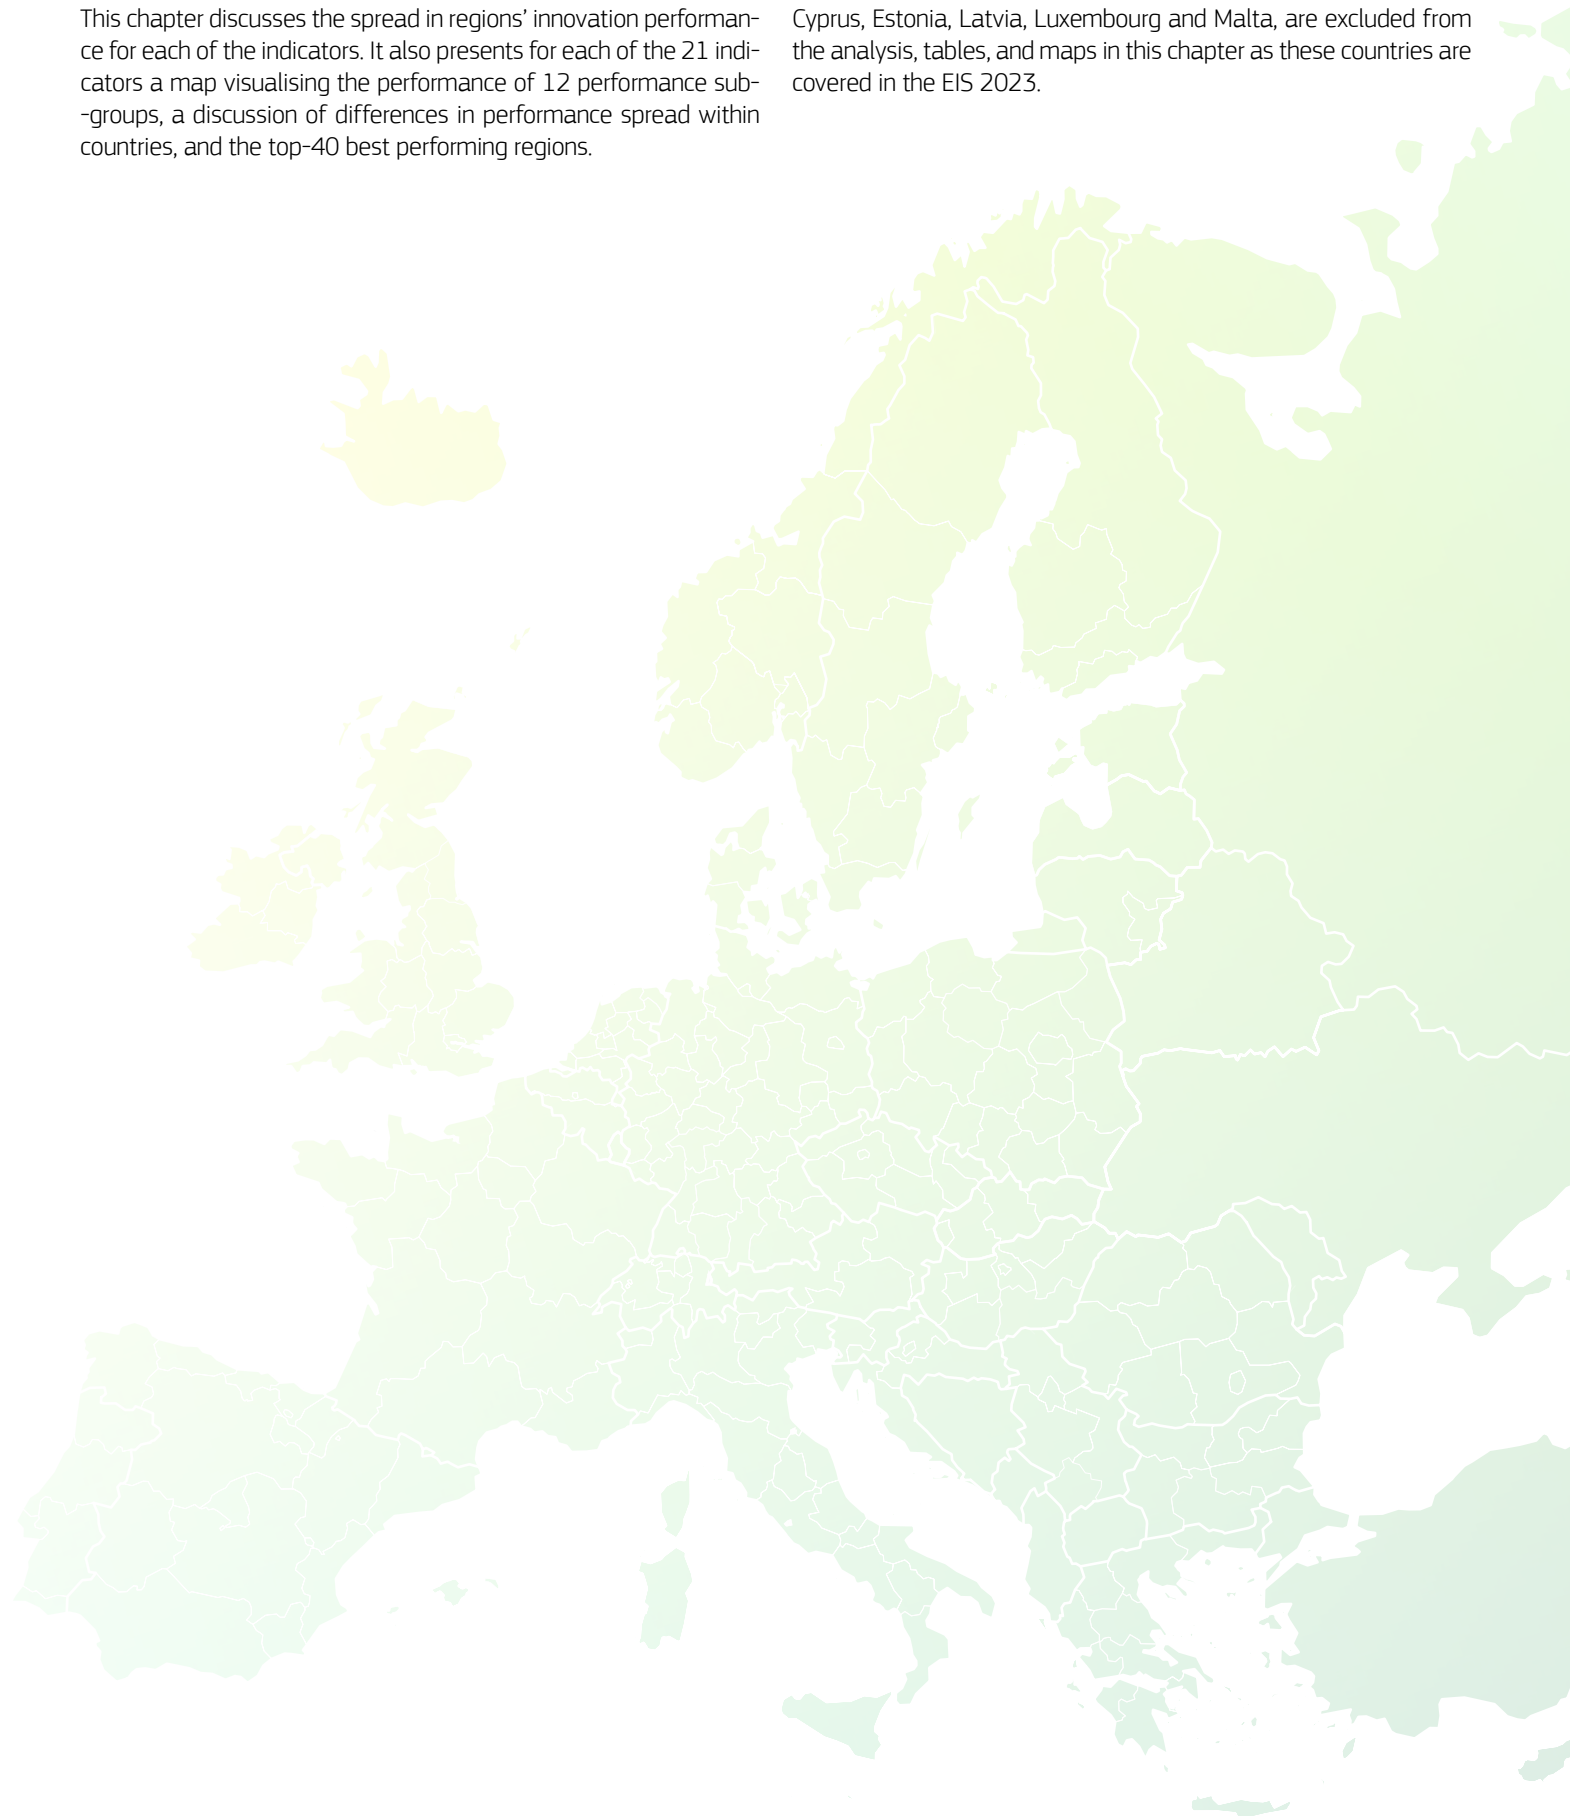 This chapter discusses the spread in regions’ innovation performan-
ce for each of the indicators. It also presents for each of the 21 indi-
cators a map visualising the performance of 12 performance sub-
-groups, a discussion of differences in performance spread within
countries, and the top-40 best performing regions.
Cyprus, Estonia, Latvia, Luxembourg and Malta, are excluded from
the analysis, tables, and maps in this chapter as these countries are
covered in the EIS 2023.